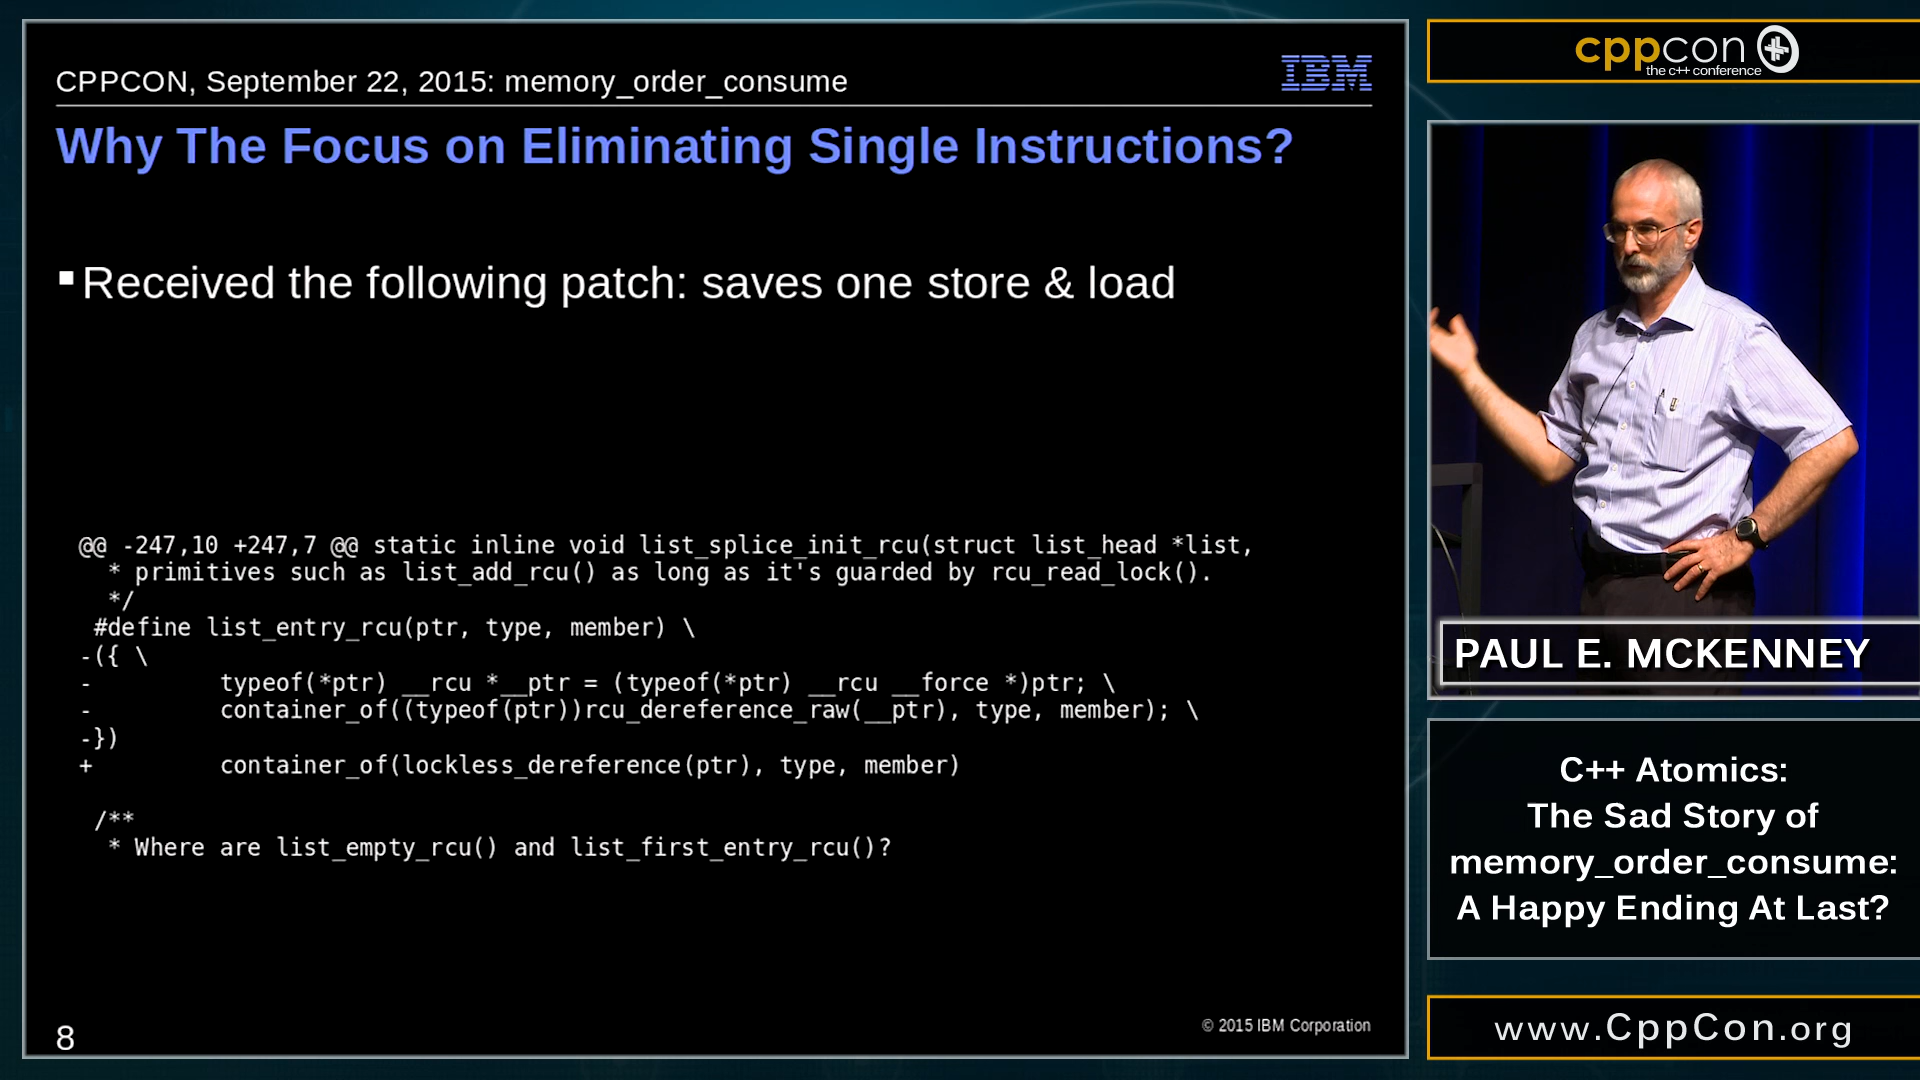 CPPCON, September 22, 2015: memory_order_consume
IBM
Why The Focus on Eliminating Single Instructions?
▪Received the following patch: saves one store & load
@@ -247,10 +247,7 @@ static inline void list_splice_init_rcu(struct list_head *list,
  * primitives such as list_add_rcu() as long as it's guarded by rcu_read_lock().
  */
 #define list_entry_rcu(ptr, type, member) \
-({ \
-         typeof(*ptr) __rcu *__ptr = (typeof(*ptr) __rcu __force *)ptr; \
-         container_of((typeof(ptr))rcu_dereference_raw(__ptr), type, member); \
-})
+         container_of(lockless_dereference(ptr), type, member)
 /**
  * Where are list_empty_rcu() and list_first_entry_rcu()?
8
© 2015 IBM Corporation
cppcon
the c++ conference
PAUL E. MCKENNEY
C++ Atomics:
The Sad Story of
memory_order_consume:
A Happy Ending At Last?
www.CppCon.org